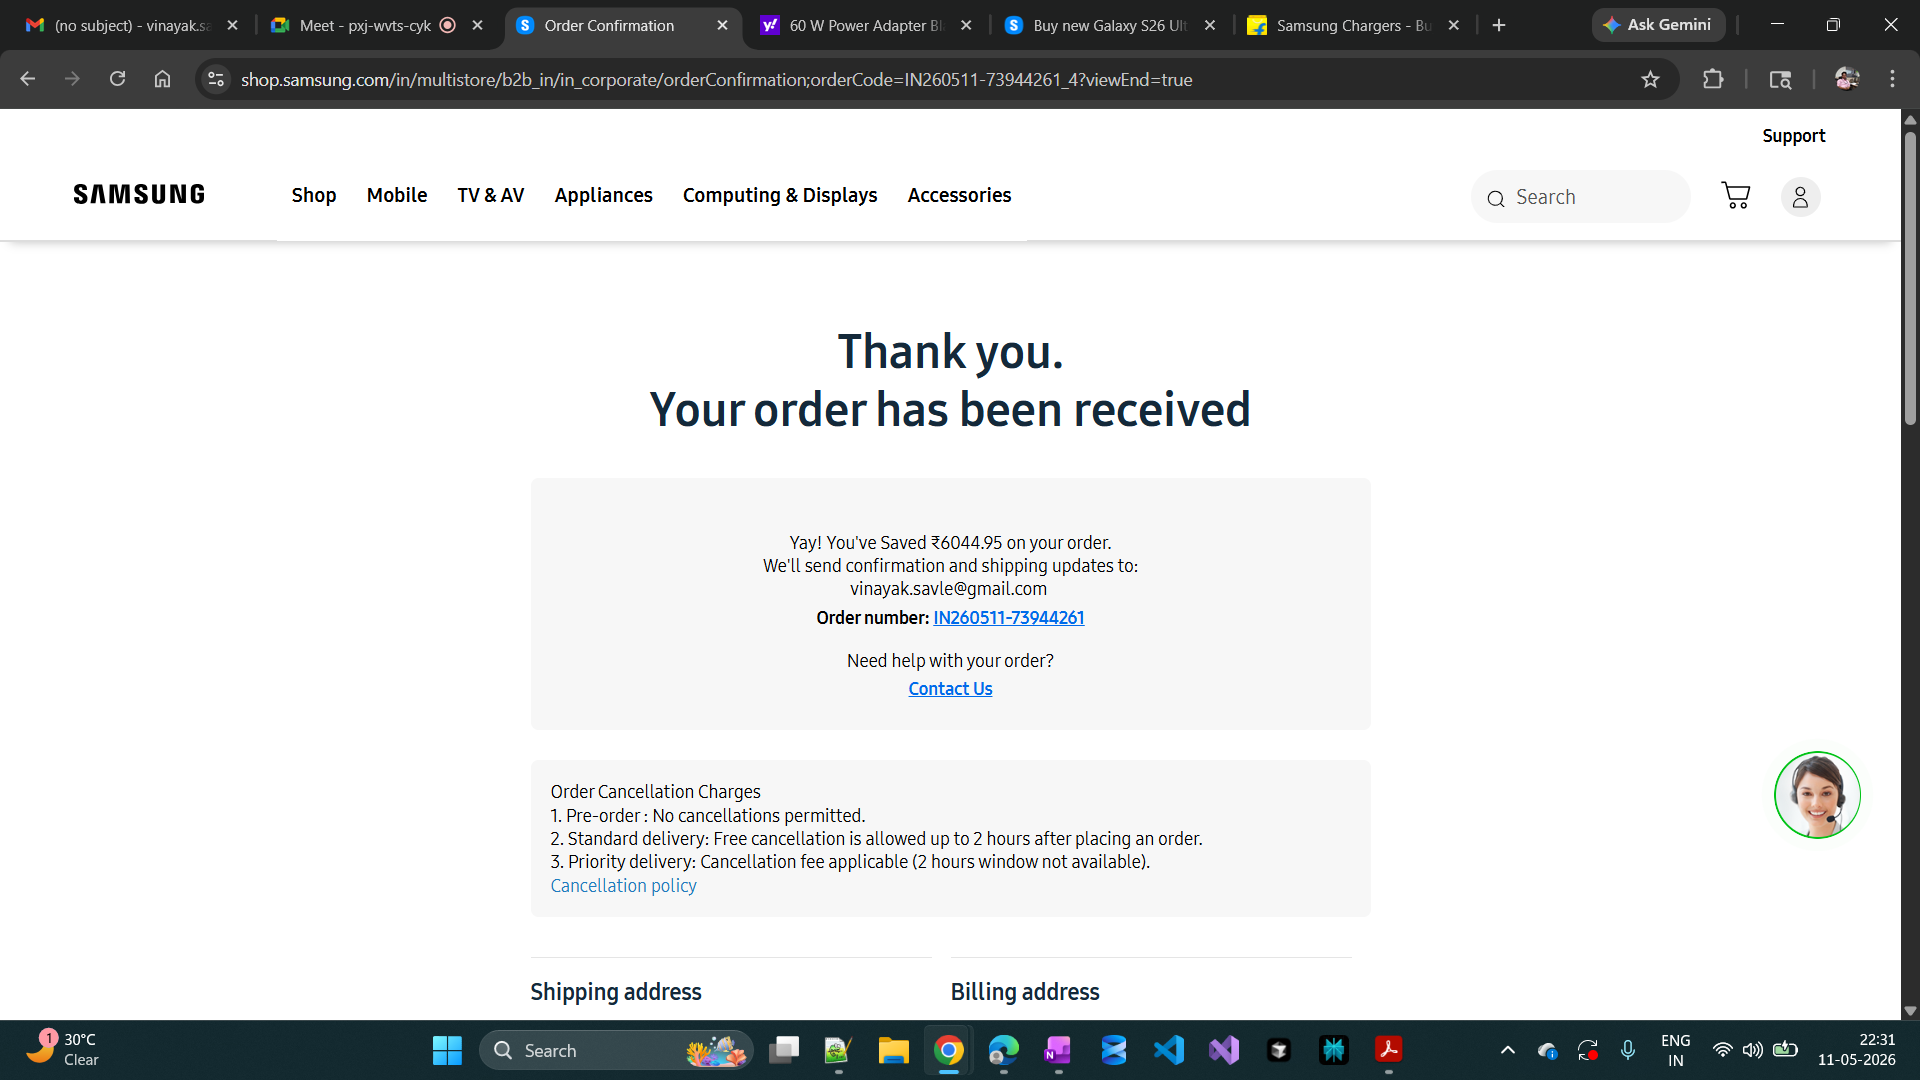 (no subject) - vinayak.sa
Meet - pxj-wvts-cyk
Order Confirmation
60 W Power Adapter Bl
Buy new Galaxy S26 Ult
Samsung Chargers - Bu
Ask Gemini
shop.samsung.com/in/multistore/b2b_in/in_corporate/orderConfirmation;orderCode=IN260511-73944261_4?viewEnd=true
Support
SAMSUNG
Shop
Mobile
TV & AV
Appliances
Computing & Displays
Accessories
Search
Thank you.
Your order has been received
Yay! You've Saved ₹6044.95 on your order.
We'll send confirmation and shipping updates to:
vinayak.savle@gmail.com
Order number: IN260511-73944261
Need help with your order?
Contact Us
Order Cancellation Charges
1. Pre-order : No cancellations permitted.
2. Standard delivery: Free cancellation is allowed up to 2 hours after placing an order.
3. Priority delivery: Cancellation fee applicable (2 hours window not available).
Cancellation policy
Shipping address
Billing address
1
30°C
Clear
Search
ENG
IN
22:31
11-05-2026